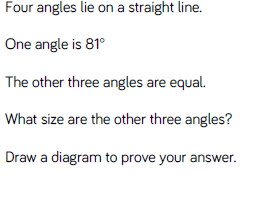 Four angles lie on a straight line.
One angle is 81°
The other three angles are equal.
What size are the other three angles?
Draw a diagram to prove your answer.